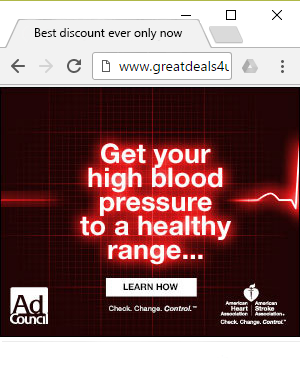 Best discount ever only now
www.greatdeals4u
Get your
high blood
pressure
to a healthy
range...
LEARN HOW
Check. Change. Control.™
Ad
Council
American Heart Association
American Stroke Association®
Check. Change. Control.™